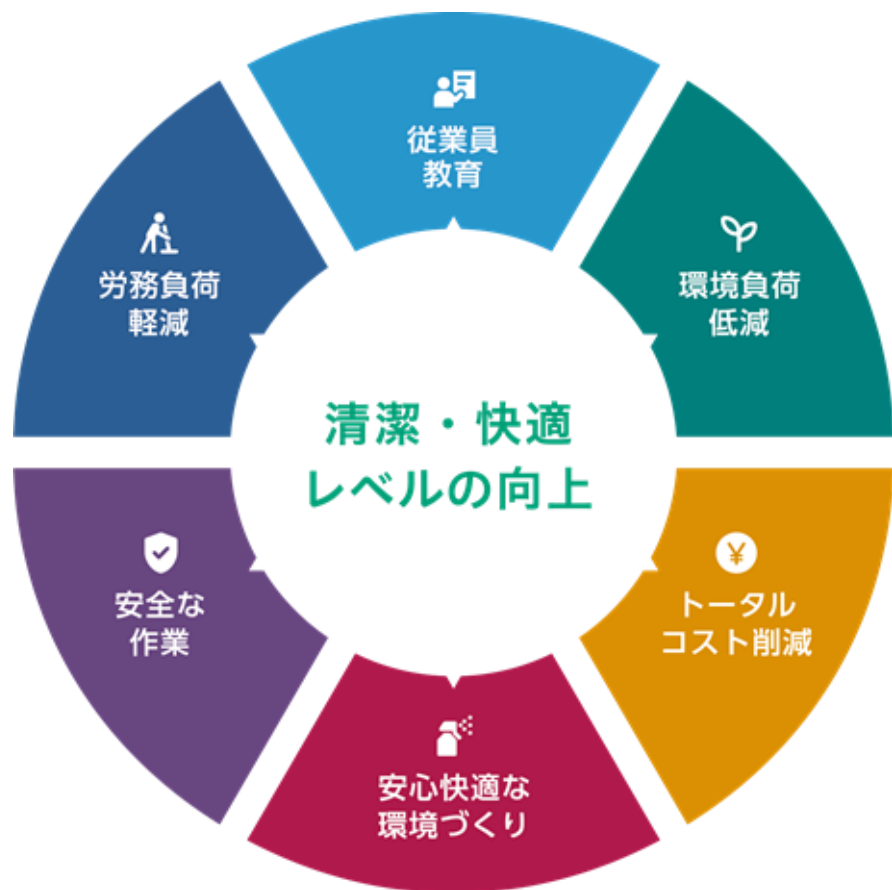 従業員
教育
環境負荷
低減
トータル
コスト削減
安心快適な
環境づくり
安全な
作業
労務負荷
軽減
清潔・快適
レベルの向上
¥